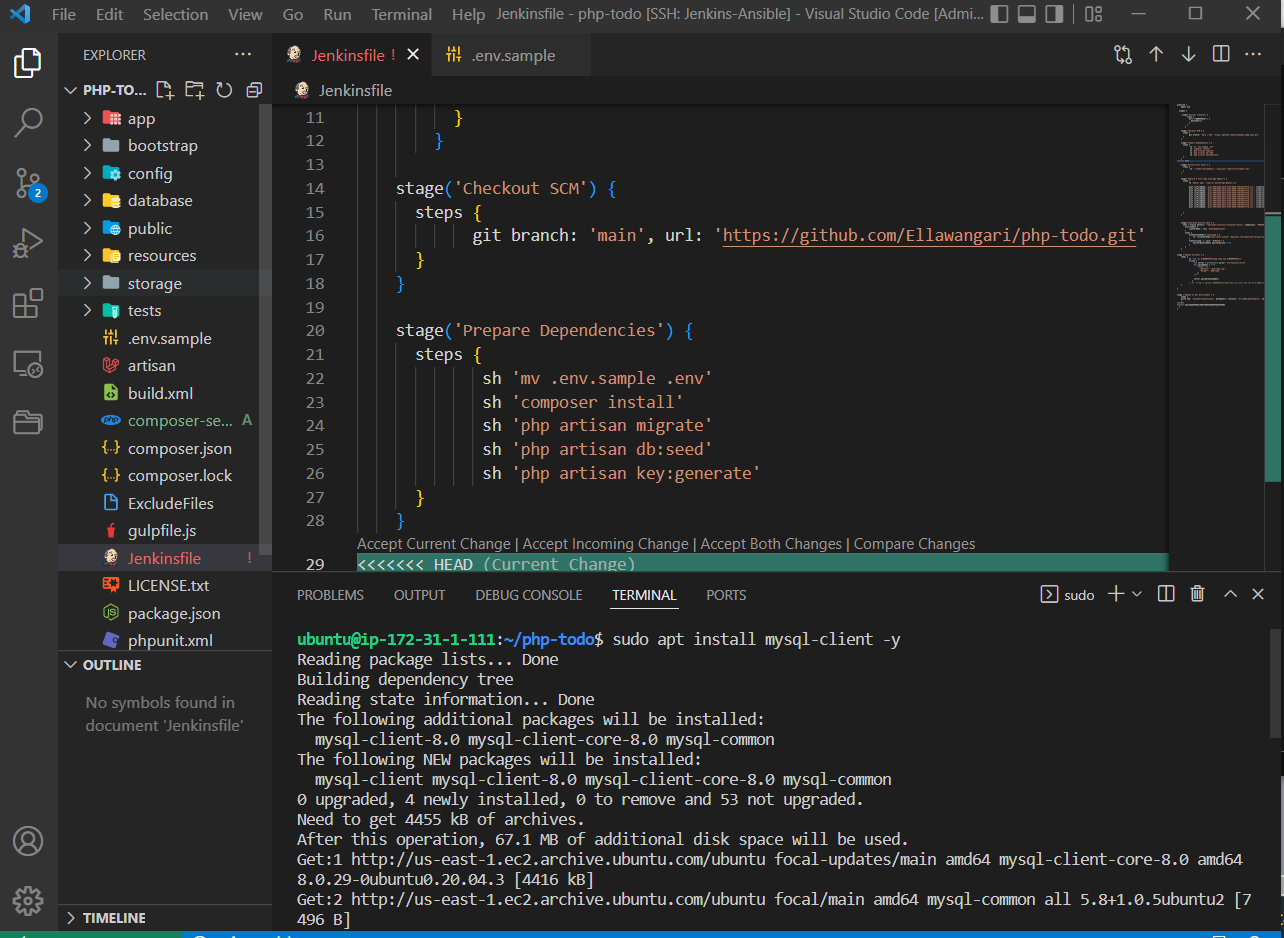 File Edit Selection View Go Run Terminal Help Jenkinsfile - php-todo [SSH: Jenkins-Ansible] - Visual Studio Code [Admi...
EXPLORER ...
PHP-TO...
app
bootstrap
config
database
public
resources
storage
tests
.env.sample
artisan
build.xml
php composer-se... A
{..} composer.json
{..} composer.lock
ExcludeFiles
gulpfile.js
Jenkinsfile !
LICENSE.txt
package.json
phpunit.xml
OUTLINE
No symbols found in
document 'Jenkinsfile'
TIMELINE
2
Jenkinsfile ! .env.sample
Jenkinsfile
11 }
12 }
13
14 stage('Checkout SCM') {
15 steps {
16 git branch: 'main', url: 'https://github.com/Ellawangari/php-todo.git'
17 }
18 }
19
20 stage('Prepare Dependencies') {
21 steps {
22 sh 'mv .env.sample .env'
23 sh 'composer install'
24 sh 'php artisan migrate'
25 sh 'php artisan db:seed'
26 sh 'php artisan key:generate'
27 }
28 }
Accept Current Change | Accept Incoming Change | Accept Both Changes | Compare Changes
29 <<<<<<< HEAD (Current Change)
PROBLEMS OUTPUT DEBUG CONSOLE TERMINAL PORTS sudo
ubuntu@ip-172-31-1-111:~/php-todo$ sudo apt install mysql-client -y
Reading package lists... Done
Building dependency tree
Reading state information... Done
The following additional packages will be installed:
mysql-client-8.0 mysql-client-core-8.0 mysql-common
The following NEW packages will be installed:
mysql-client mysql-client-8.0 mysql-client-core-8.0 mysql-common
0 upgraded, 4 newly installed, 0 to remove and 53 not upgraded.
Need to get 4455 kB of archives.
After this operation, 67.1 MB of additional disk space will be used.
Get:1 http://us-east-1.ec2.archive.ubuntu.com/ubuntu focal-updates/main amd64 mysql-client-core-8.0 amd64
8.0.29-0ubuntu0.20.04.3 [4416 kB]
Get:2 http://us-east-1.ec2.archive.ubuntu.com/ubuntu focal/main amd64 mysql-common all 5.8+1.0.5ubuntu2 [7
496 B]